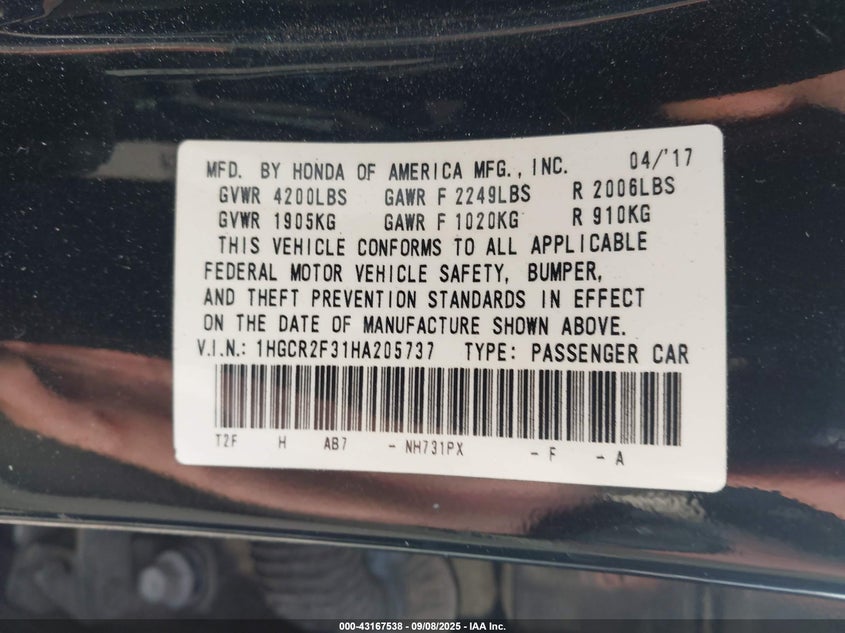 MFD. BY HONDA OF AMERICA MFG., INC. 04/'17
GVWR 4200LBS GAWR F 2249LBS R 2006LBS
GVWR 1905KG GAWR F 1020KG R 910KG
THIS VEHICLE CONFORMS TO ALL APPLICABLE
FEDERAL MOTOR VEHICLE SAFETY, BUMPER,
AND THEFT PREVENTION STANDARDS IN EFFECT
ON THE DATE OF MANUFACTURE SHOWN ABOVE.
V.I.N.: 1HGCR2F31HA205737 TYPE: PASSENGER CAR
T2F H AB7 - NH731PX - F - A
000-43167538 - 09/08/2025 - IAA Inc.